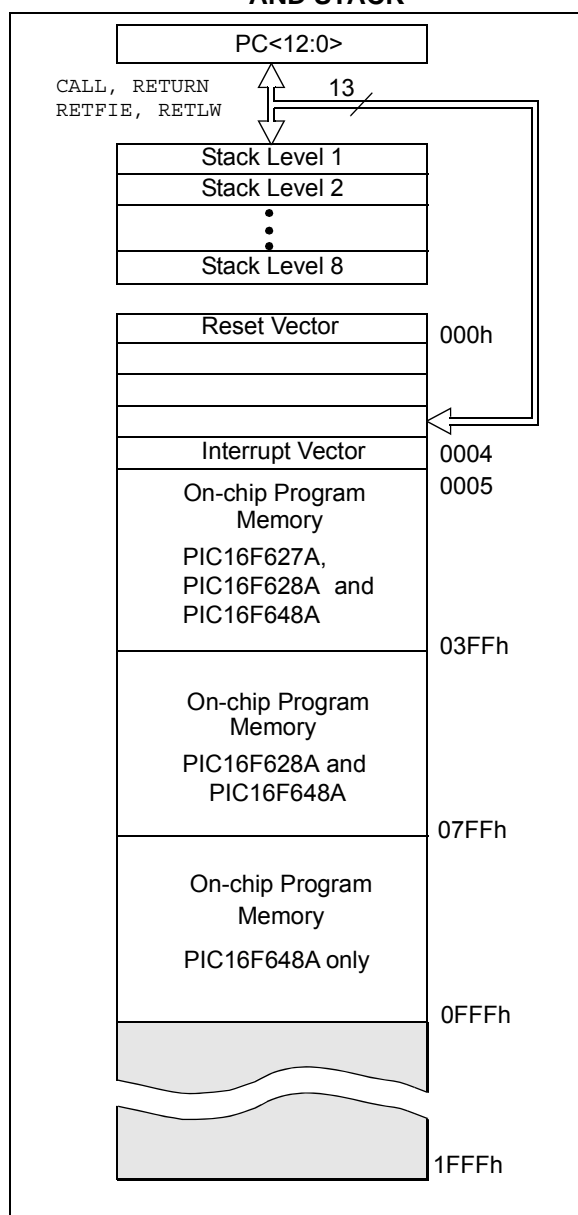 AND STACK
PC<12:0>
CALL, RETURN
RETFIE, RETLW
13
Stack Level 1
Stack Level 2
Stack Level 8
Reset Vector
000h
Interrupt Vector
0004
0005
On-chip Program
Memory
PIC16F627A,
PIC16F628A and
PIC16F648A
03FFh
On-chip Program
Memory
PIC16F628A and
PIC16F648A
07FFh
On-chip Program
Memory
PIC16F648A only
0FFFh
1FFFh